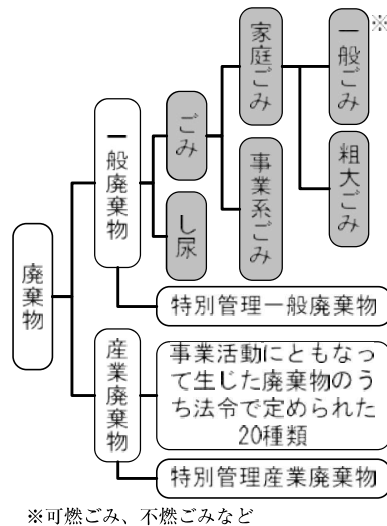 廃棄物
一般廃棄物
ごみ
家庭ごみ
一般ごみ
※
粗大ごみ
事業系ごみ
し尿
特別管理一般廃棄物
産業廃棄物
事業活動にともなっ
て生じた廃棄物のう
ち法令で定められた
20種類
特別管理産業廃棄物
※可燃ごみ、不燃ごみなど